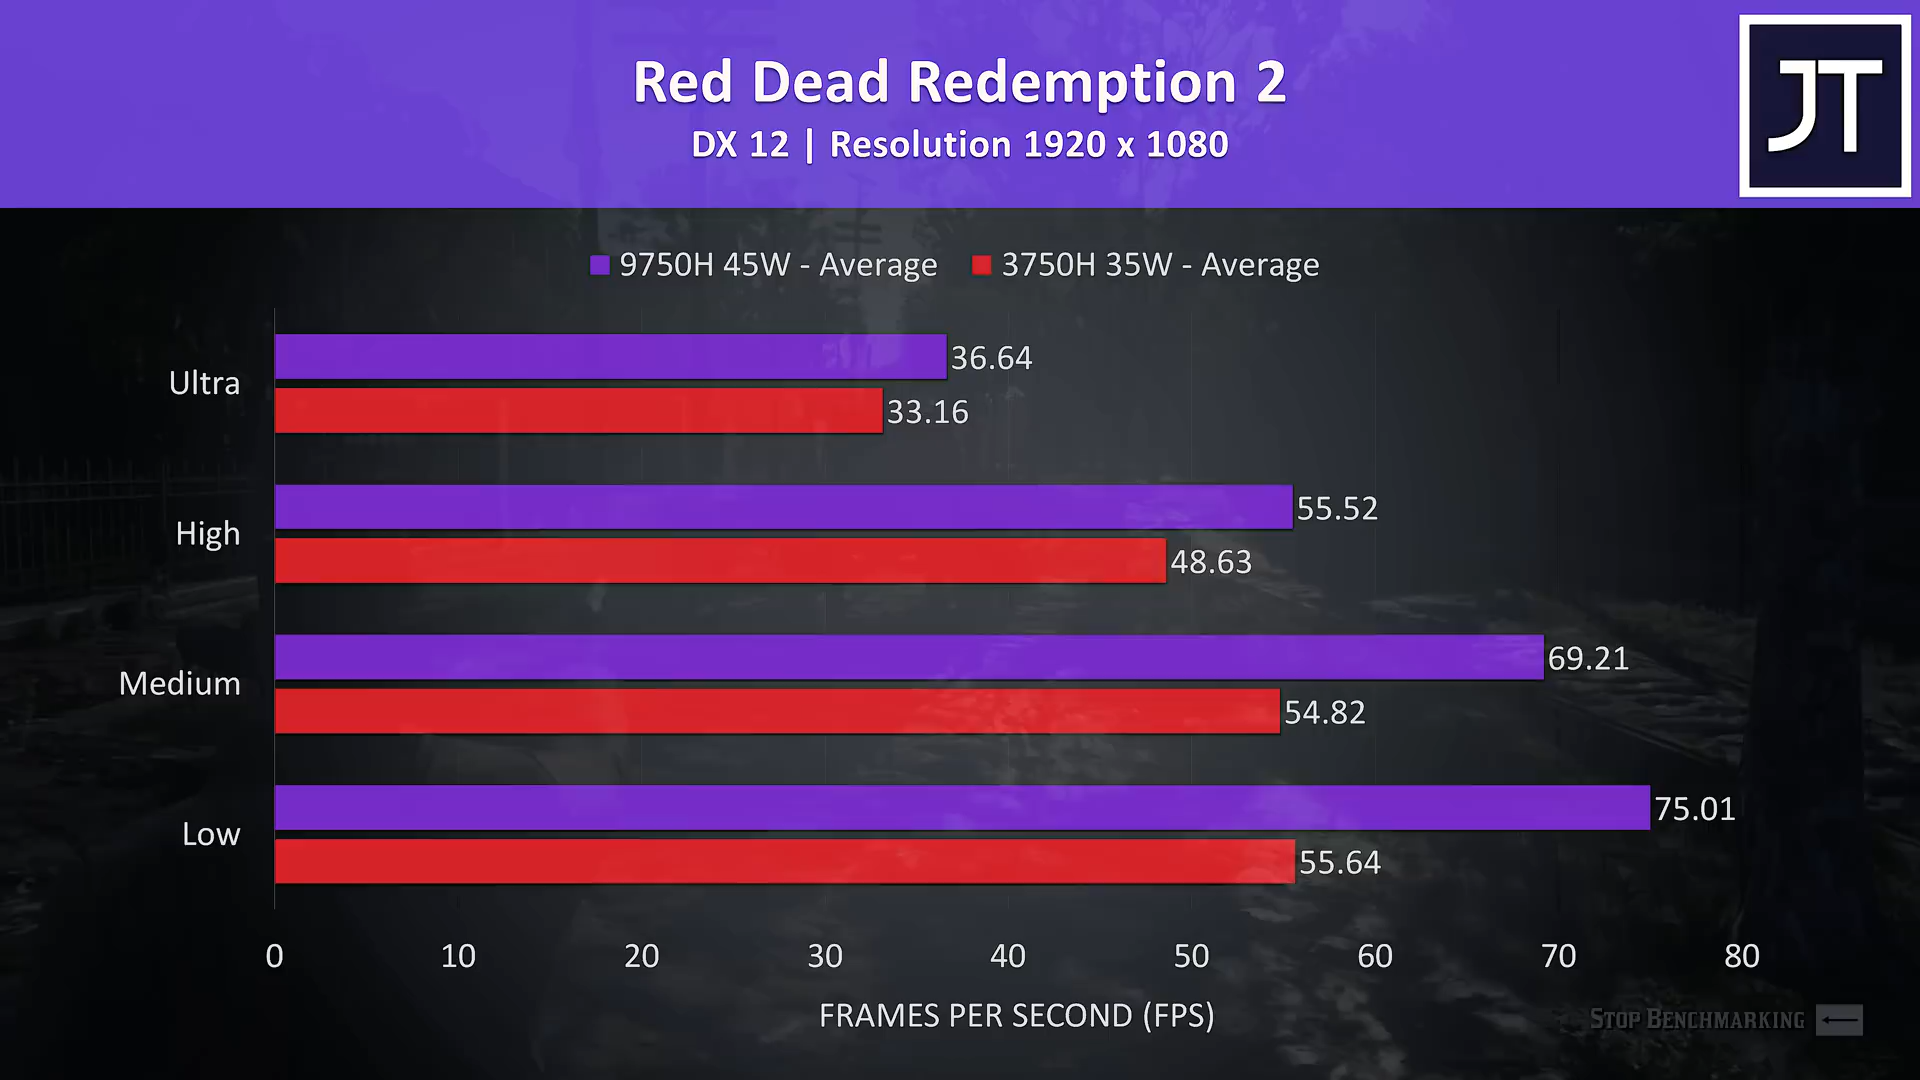 Red Dead Redemption 2
JT
DX 12 | Resolution 1920 x 1080
9750H 45W - Average 3750H 35W - Average
Ultra
36.64
33.16
High
55.52
48.63
Medium
69.21
54.82
Low
75.01
55.64
0 10 20 30 40 50 60 70 80
FRAMES PER SECOND (FPS)
STOP BENCHMARKING